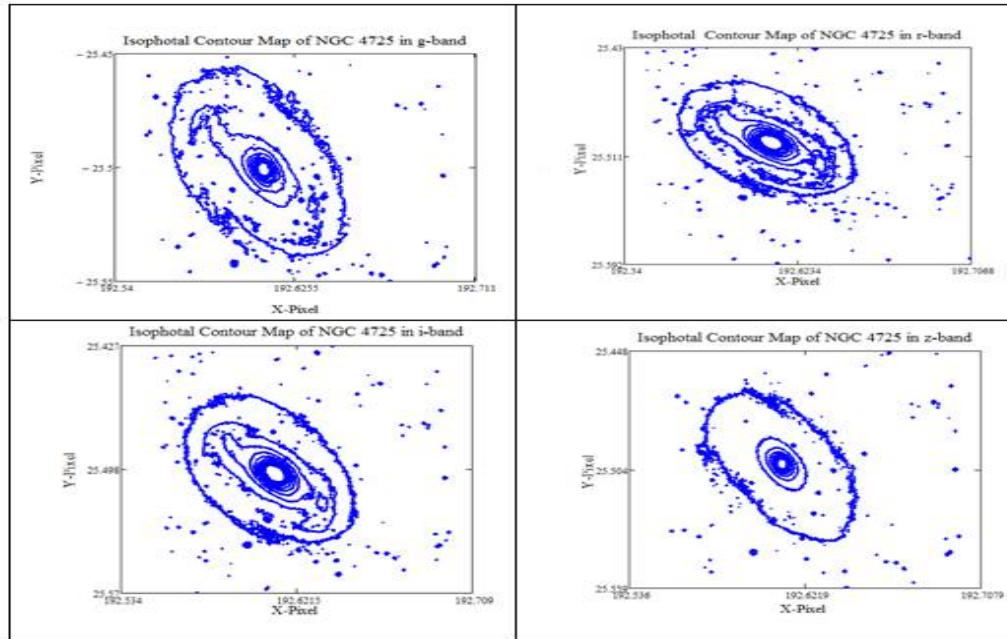 Isophotal Contour Map of NGC 4725 in g-band
-25.45
Y-Pixel
-25.5
192.54
192.6255
192.711
X-Pixel
Isophotal Contour Map of NGC 4725 in r-band
25.43
Y-Pixel
25.511
192.54
192.6234
192.7068
X-Pixel
Isophotal Contour Map of NGC 4725 in i-band
25.427
Y-Pixel
25.498
192.534
192.6215
192.709
X-Pixel
Isophotal Contour Map of NGC 4725 in z-band
25.448
Y-Pixel
25.504
192.536
192.6219
192.7079
X-Pixel